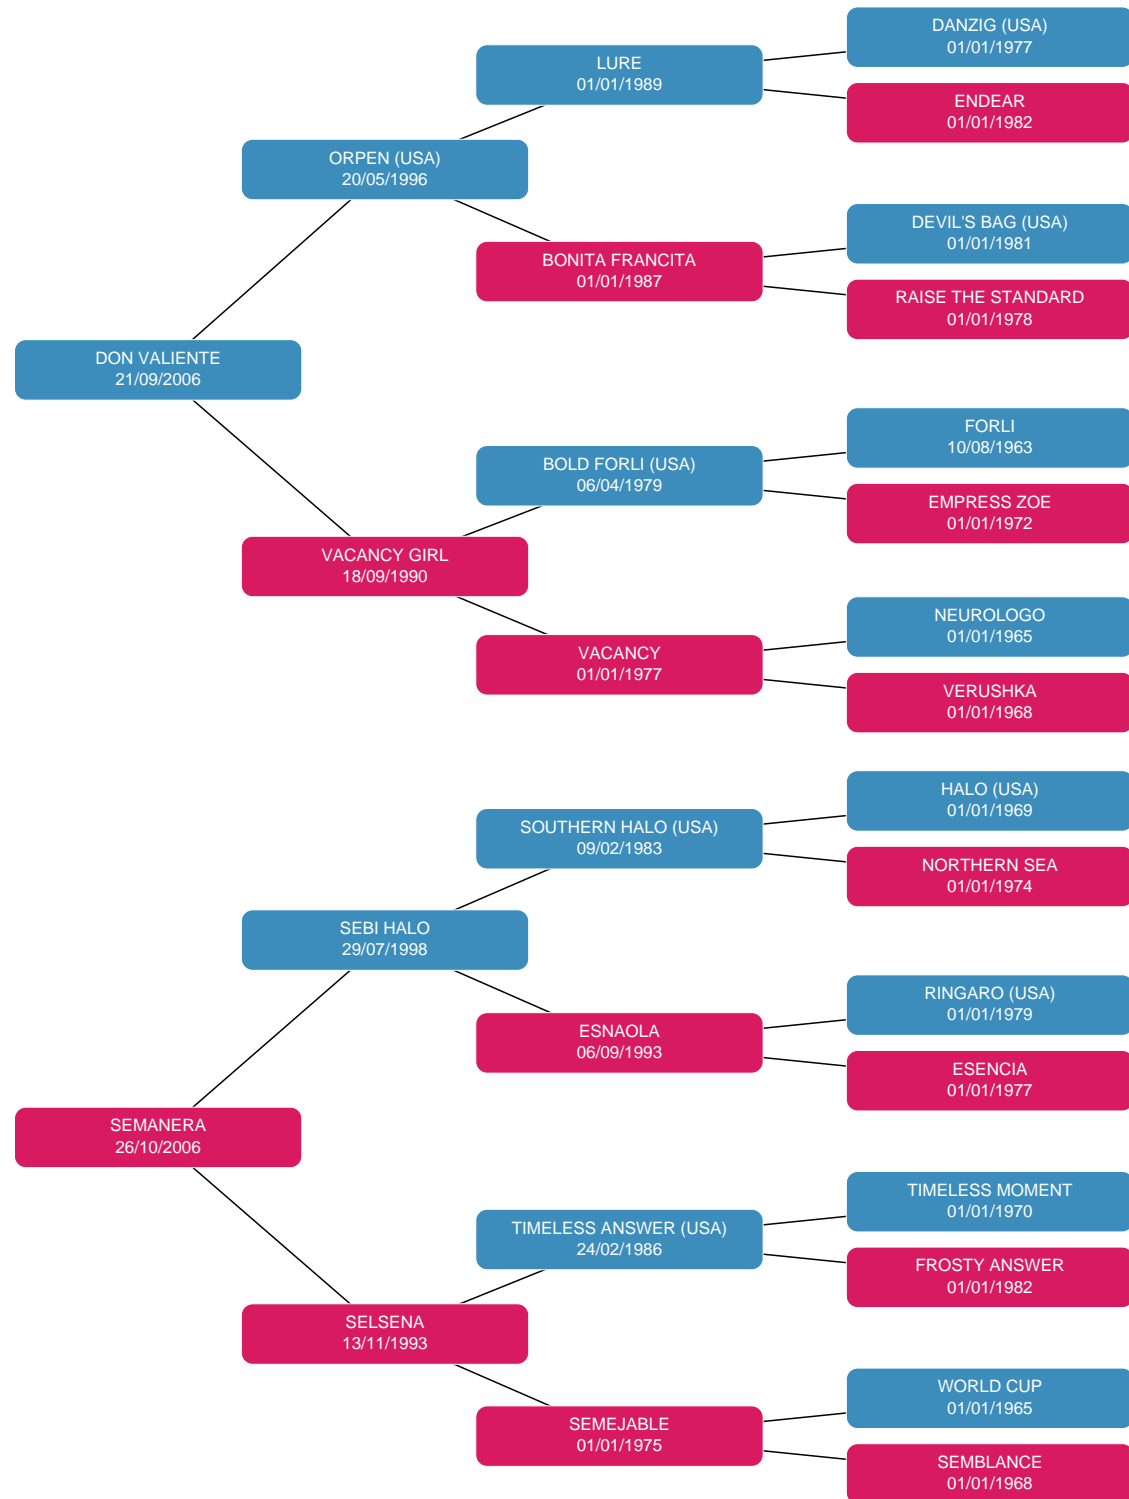 DANZIG (USA)
01/01/1977
LURE
01/01/1989
ENDEAR
01/01/1982
ORPEN (USA)
20/05/1996
DEVIL'S BAG (USA)
01/01/1981
BONITA FRANCITA
01/01/1987
RAISE THE STANDARD
01/01/1978
DON VALIENTE
21/09/2006
FORLI
10/08/1963
BOLD FORLI (USA)
06/04/1979
EMPRESS ZOE
01/01/1972
VACANCY GIRL
18/09/1990
NEUROLOGO
01/01/1965
VACANCY
01/01/1977
VERUSHKA
01/01/1968
HALO (USA)
01/01/1969
SOUTHERN HALO (USA)
09/02/1983
NORTHERN SEA
01/01/1974
SEBI HALO
29/07/1998
RINGARO (USA)
01/01/1979
ESNAOLA
06/09/1993
ESENCIA
01/01/1977
SEMANERA
26/10/2006
TIMELESS MOMENT
01/01/1970
TIMELESS ANSWER (USA)
24/02/1986
FROSTY ANSWER
01/01/1982
SELSENA
13/11/1993
WORLD CUP
01/01/1965
SEMEJABLE
01/01/1975
SEMBLANCE
01/01/1968